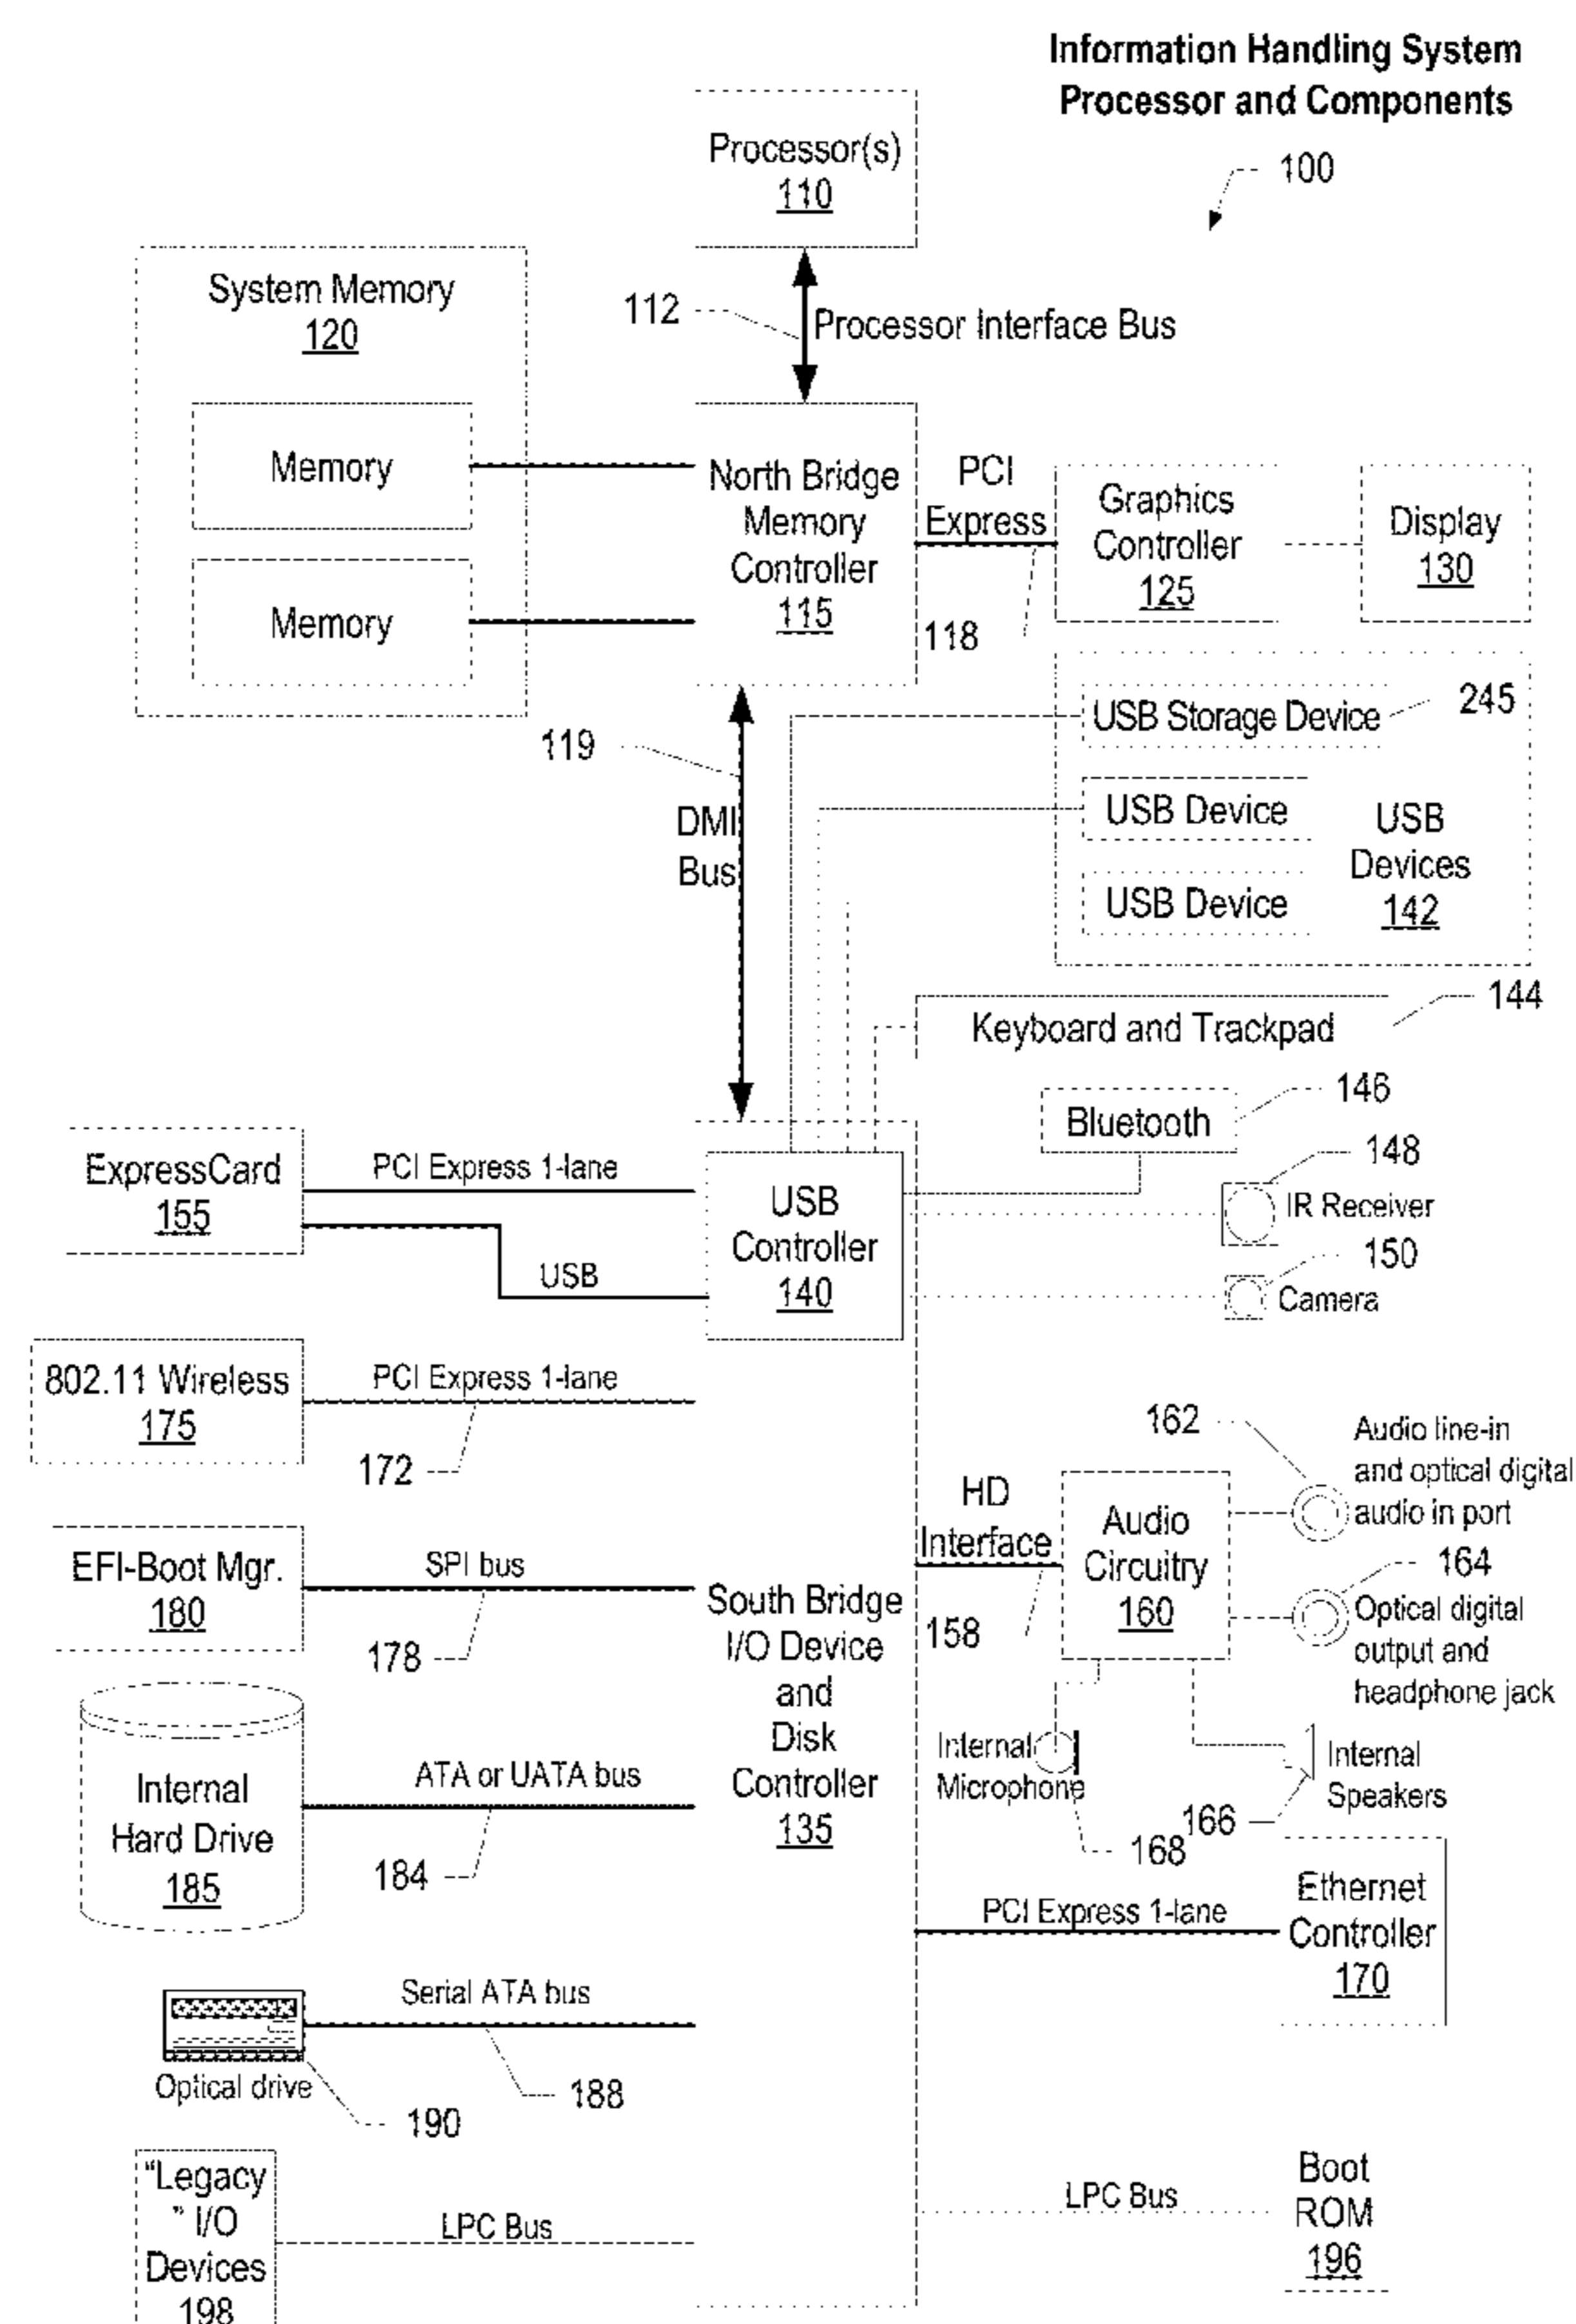 Information Handling System
Processor and Components
100
Processor(s)
110
112
Processor Interface Bus
System Memory
120
Memory
Memory
North Bridge
Memory
Controller
115
PCI
Express
118
Graphics
Controller
125
Display
130
119
DMI
Bus
USB Storage Device
245
USB Device
USB Device
USB
Devices
142
Keyboard and Trackpad
144
Bluetooth
146
148
IR Receiver
150
Camera
ExpressCard
155
PCI Express 1-lane
USB
USB
Controller
140
802.11 Wireless
175
PCI Express 1-lane
172
EFI-Boot Mgr.
180
SPI bus
178
South Bridge
I/O Device
and
Disk
Controller
135
HD
Interface
158
Audio
Circuitry
160
162
Audio line-in
and optical digital
audio in port
164
Optical digital
output and
headphone jack
Internal
Microphone
168
166
Internal
Speakers
Internal
Hard Drive
185
ATA or UATA bus
184
PCI Express 1-lane
Ethernet
Controller
170
Serial ATA bus
188
Optical drive
190
"Legacy
" I/O
Devices
198
LPC Bus
LPC Bus
Boot
ROM
196